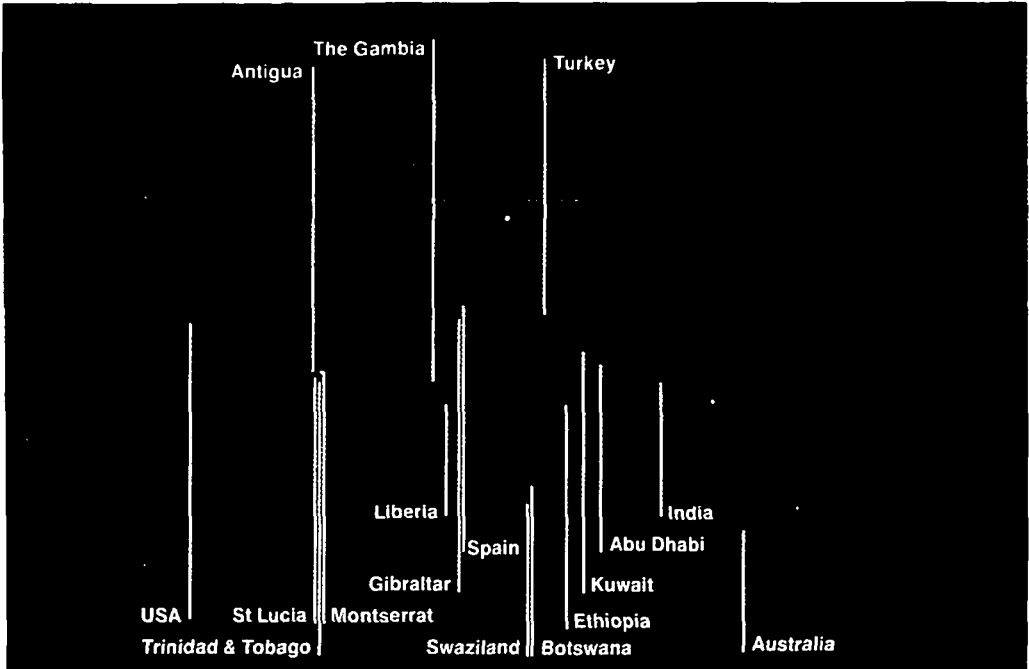 The Gambia
Antigua
Turkey
Liberia
India
Spain
Abu Dhabi
Gibraltar
Kuwait
USA
St Lucia
Montserrat
Ethiopia
Trinidad & Tobago
Swaziland
Botswana
Australia